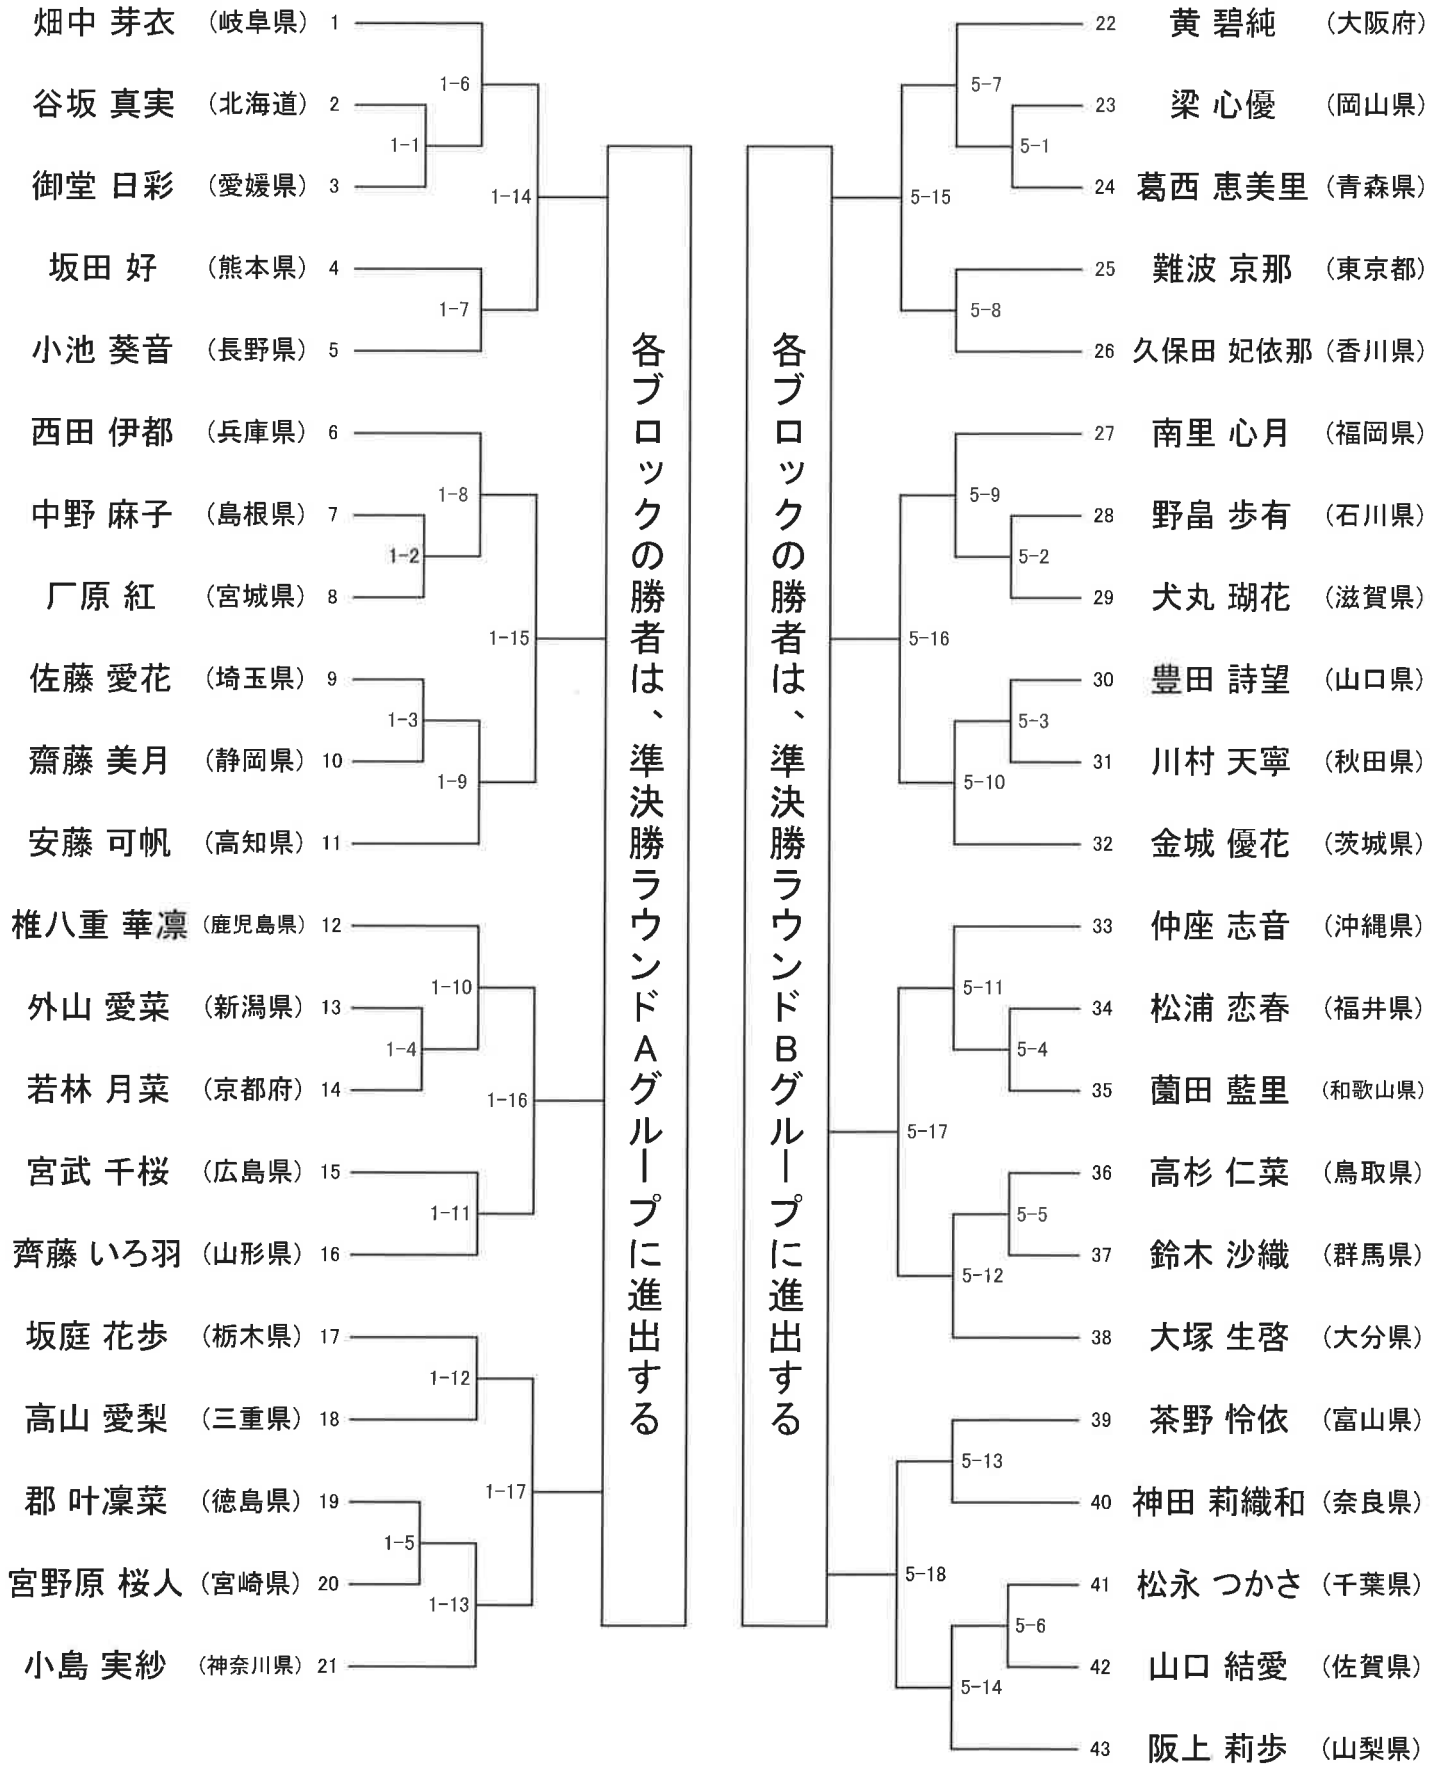 畑中 芽衣 （岐阜県） 1
谷坂 真実 （北海道） 2
御堂 日彩 （愛媛県） 3
坂田 好 （熊本県） 4
小池 葵音 （長野県） 5
西田 伊都 （兵庫県） 6
中野 麻子 （島根県） 7
厂原 紅 （宮城県） 8
佐藤 愛花 （埼玉県） 9
齋藤 美月 （静岡県） 10
安藤 可帆 （高知県） 11
椎八重 華凛 （鹿児島県） 12
外山 愛菜 （新潟県） 13
若林 月菜 （京都府） 14
宮武 千桜 （広島県） 15
齊藤 いろ羽 （山形県） 16
坂庭 花歩 （栃木県） 17
高山 愛梨 （三重県） 18
郡 叶凜菜 （徳島県） 19
宮野原 桜人 （宮崎県） 20
小島 実紗 （神奈川県） 21
1-1
1-2
1-3
1-4
1-5
1-6
1-7
1-8
1-9
1-10
1-11
1-12
1-13
1-14
1-15
1-16
1-17
各ブロックの勝者は、準決勝ラウンドAグループに進出する
各ブロックの勝者は、準決勝ラウンドBグループに進出する
22 黄 碧純 （大阪府）
23 梁 心優 （岡山県）
24 葛西 恵美里 （青森県）
25 難波 京那 （東京都）
26 久保田 妃依那 （香川県）
27 南里 心月 （福岡県）
28 野畠 歩有 （石川県）
29 犬丸 瑚花 （滋賀県）
30 豊田 詩望 （山口県）
31 川村 天寧 （秋田県）
32 金城 優花 （茨城県）
33 仲座 志音 （沖縄県）
34 松浦 恋春 （福井県）
35 薗田 藍里 （和歌山県）
36 高杉 仁菜 （鳥取県）
37 鈴木 沙織 （群馬県）
38 大塚 生啓 （大分県）
39 茶野 怜依 （富山県）
40 神田 莉織和 （奈良県）
41 松永 つかさ （千葉県）
42 山口 結愛 （佐賀県）
43 阪上 莉歩 （山梨県）
5-1
5-2
5-3
5-4
5-5
5-6
5-7
5-8
5-9
5-10
5-11
5-12
5-13
5-14
5-15
5-16
5-17
5-18